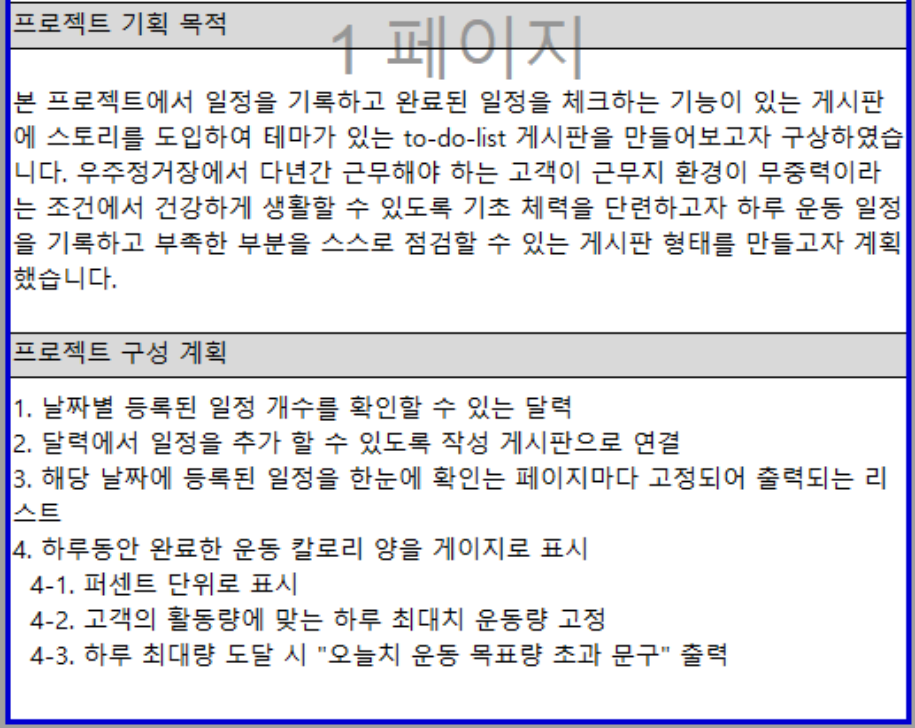 프로젝트 기획 목적
1 페이지
본 프로젝트에서 일정을 기록하고 완료된 일정을 체크하는 기능이 있는 게시판
에 스토리를 도입하여 테마가 있는 to-do-list 게시판을 만들어보고자 구상하였습
니다. 우주정거장에서 다년간 근무해야 하는 고객이 근무지 환경이 무중력이라
는 조건에서 건강하게 생활할 수 있도록 기초 체력을 단련하고자 하루 운동 일정
을 기록하고 부족한 부분을 스스로 점검할 수 있는 게시판 형태를 만들고자 계획
했습니다.
프로젝트 구성 계획
1. 날짜별 등록된 일정 개수를 확인할 수 있는 달력
2. 달력에서 일정을 추가 할 수 있도록 작성 게시판으로 연결
3. 해당 날짜에 등록된 일정을 한눈에 확인는 페이지마다 고정되어 출력되는 리
스트
4. 하루동안 완료한 운동 칼로리 양을 게이지로 표시
4-1. 퍼센트 단위로 표시
4-2. 고객의 활동량에 맞는 하루 최대치 운동량 고정
4-3. 하루 최대량 도달 시 "오늘치 운동 목표량 초과 문구" 출력